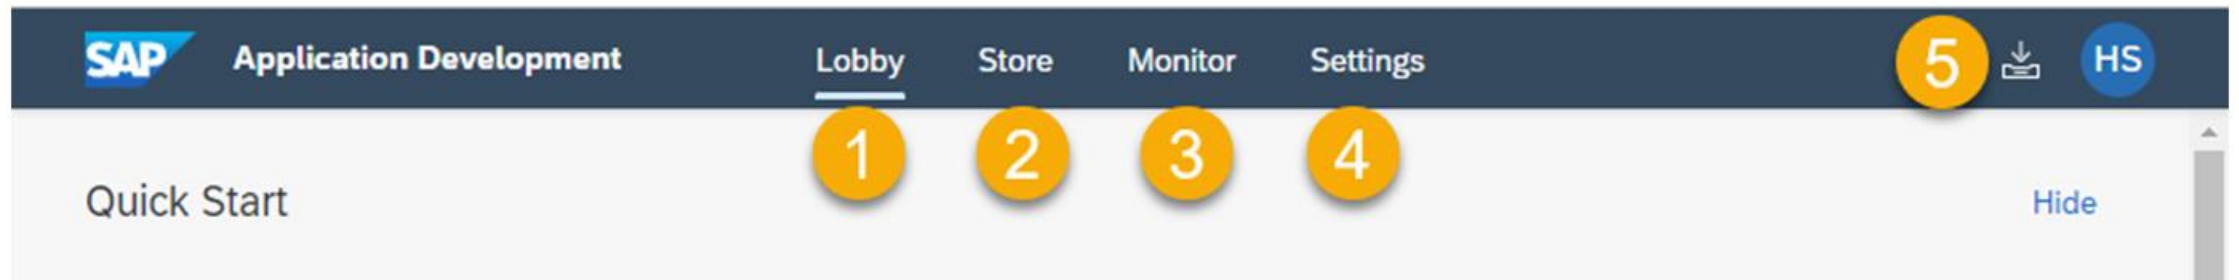 SAP Application Development Lobby Store Monitor Settings 5 HS
1 2 3 4
Quick Start Hide